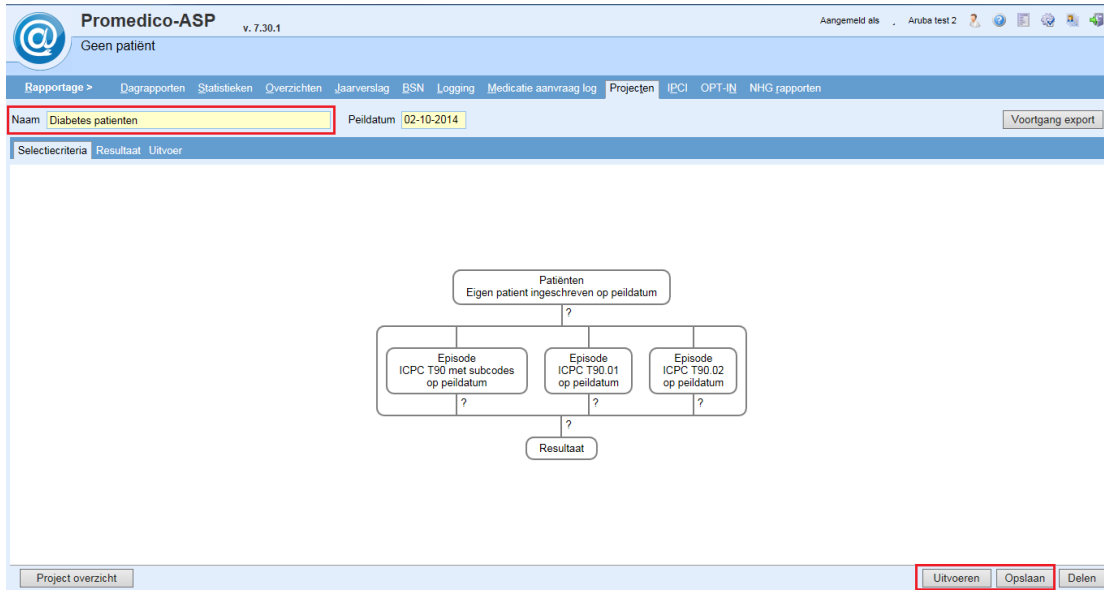 Promedico-ASP v. 7.30.1 Aangemeld als . Aruba test 2
Geen patiënt
Rapportage > Dagrapporten Statistieken Overzichten Jaarverslag BSN Logging Medicatie aanvraag log Projecten IPCI OPT-IN NHG rapporten
Naam Diabetes patienten Peildatum 02-10-2014 Voortgang export
Selectiecriteria Resultaat Uitvoer
Patiënten
Eigen patient ingeschreven op peildatum
?
Episode
ICPC T90 met subcodes
op peildatum
?
Episode
ICPC T90.01
op peildatum
?
Episode
ICPC T90.02
op peildatum
?
?
Resultaat
Project overzicht Uitvoeren Opslaan Delen